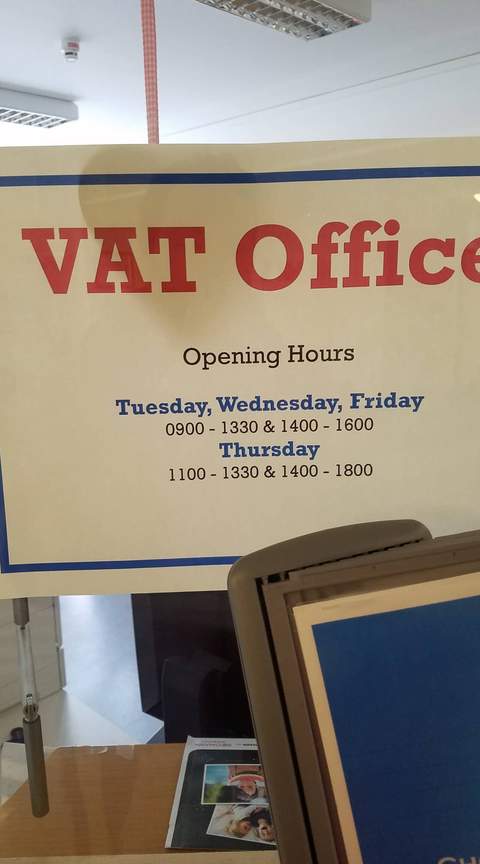 VAT Office
Opening Hours
Tuesday, Wednesday, Friday
0900 - 1330 & 1400 - 1600
Thursday
1100 - 1330 & 1400 - 1800